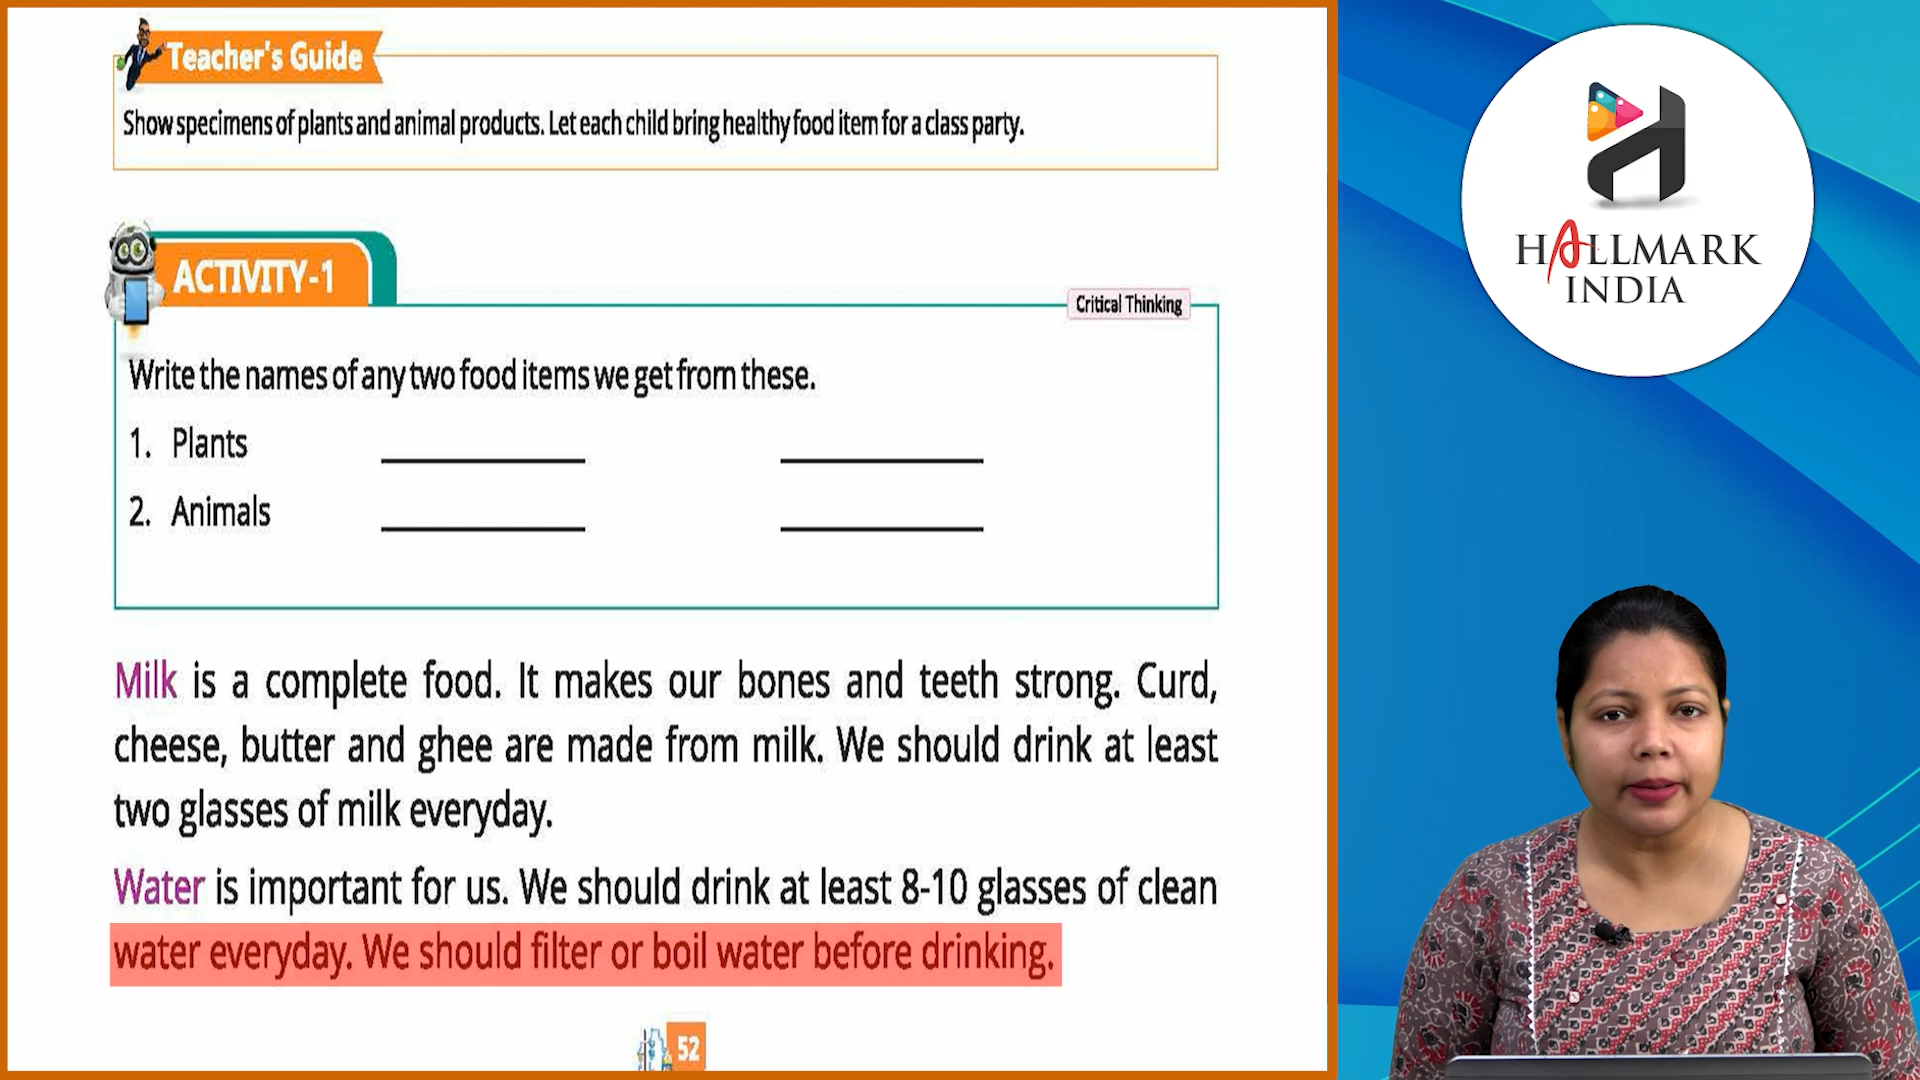 Teacher's Guide
Show specimens of plants and animal products. Let each child bring healthy food item for a class party.
ACTIVITY-1
Critical Thinking
Write the names of any two food items we get from these.
1. Plants
2. Animals
Milk is a complete food. It makes our bones and teeth strong. Curd,
cheese, butter and ghee are made from milk. We should drink at least
two glasses of milk everyday.
Water is important for us. We should drink at least 8-10 glasses of clean
water everyday. We should filter or boil water before drinking.
52
HALLMARK
INDIA